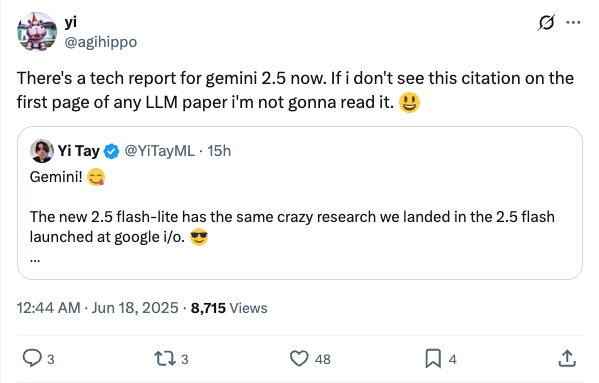 yi
@agihippo
There's a tech report for gemini 2.5 now. If i don't see this citation on the
first page of any LLM paper i'm not gonna read it. 😃
Yi Tay @YiTayML · 15h
Gemini! 😋
The new 2.5 flash-lite has the same crazy research we landed in the 2.5 flash
launched at google i/o. 😎
...
12:44 AM · Jun 18, 2025 · 8,715 Views
3 3 48 4